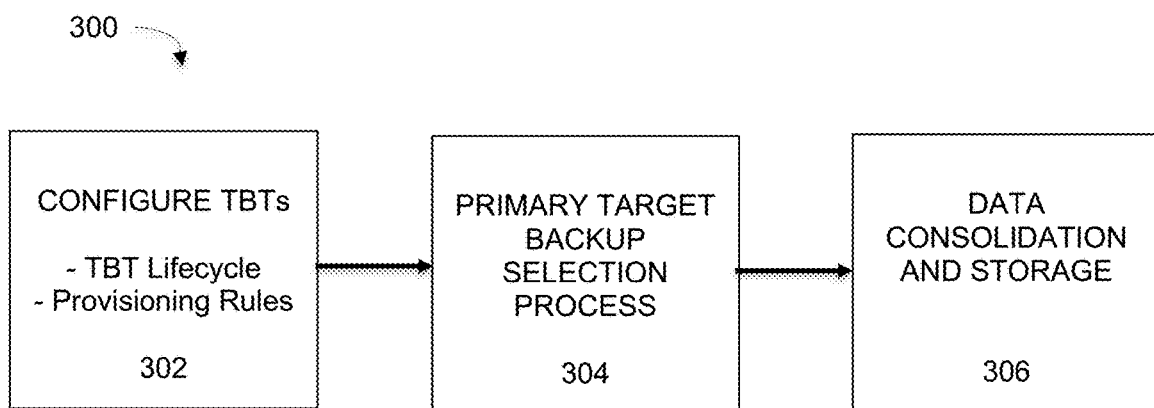 300
CONFIGURE TBTs
- TBT Lifecycle
- Provisioning Rules
302
PRIMARY TARGET
BACKUP
SELECTION
PROCESS
304
DATA
CONSOLIDATION
AND STORAGE
306